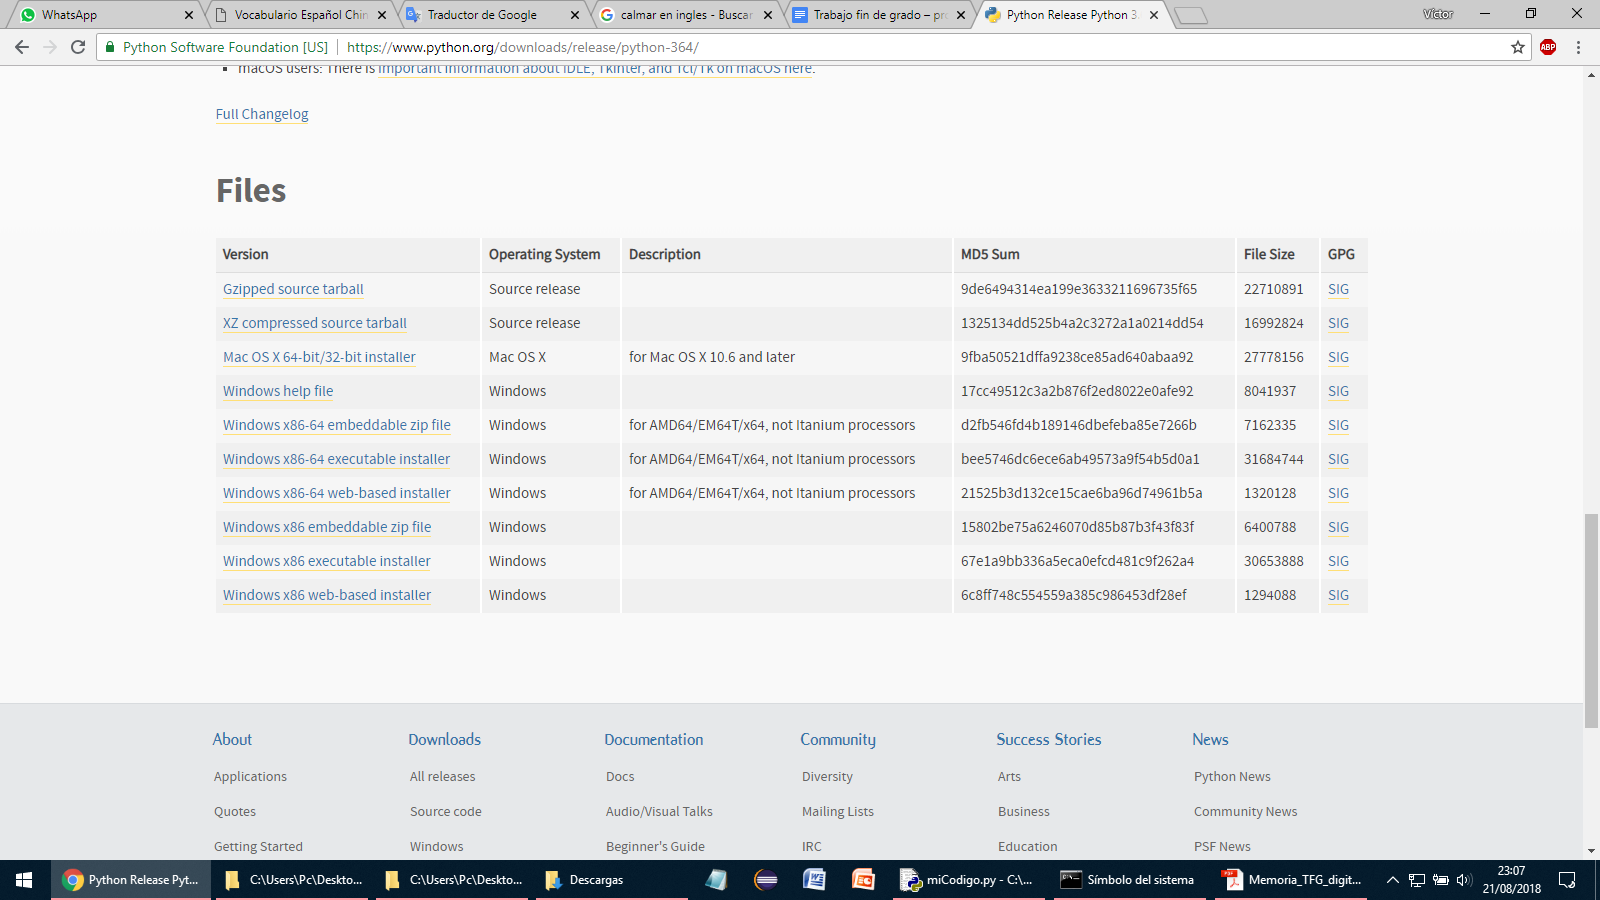 WhatsApp
Vocabulario Español Chin
Traductor de Google
calmar en ingles - Buscar
Trabajo fin de grado – pro
Python Release Python 3.
Víctor
Python Software Foundation [US]
https://www.python.org/downloads/release/python-364/
ABP
macOS users: There is important information about IDLE, Tkinter, and Tcl/Tk on macOS here.
Full Changelog
Files
Version Operating System Description MD5 Sum File Size GPG
Gzipped source tarball Source release 9de6494314ea199e3633211696735f65 22710891 SIG
XZ compressed source tarball Source release 1325134dd525b4a2c3272a1a0214dd54 16992824 SIG
Mac OS X 64-bit/32-bit installer Mac OS X for Mac OS X 10.6 and later 9fba50521dffa9238ce85ad640abaa92 27778156 SIG
Windows help file Windows 17cc49512c3a2b876f2ed8022e0afe92 8041937 SIG
Windows x86-64 embeddable zip file Windows for AMD64/EM64T/x64, not Itanium processors d2fb546fd4b189146dbefeba85e7266b 7162335 SIG
Windows x86-64 executable installer Windows for AMD64/EM64T/x64, not Itanium processors bee5746dc6ece6ab49573a9f54b5d0a1 31684744 SIG
Windows x86-64 web-based installer Windows for AMD64/EM64T/x64, not Itanium processors 21525b3d132ce15cae6ba96d74961b5a 1320128 SIG
Windows x86 embeddable zip file Windows 15802be75a6246070d85b87b3f43f83f 6400788 SIG
Windows x86 executable installer Windows 67e1a9bb336a5eca0efcd481c9f262a4 30653888 SIG
Windows x86 web-based installer Windows 6c8ff748c554559a385c986453df28ef 1294088 SIG
About Downloads Documentation Community Success Stories News
Applications All releases Docs Diversity Arts Python News
Quotes Source code Audio/Visual Talks Mailing Lists Business Community News
Getting Started Windows Beginner's Guide IRC Education PSF News
Python Release Pyt...
C:\Users\Pc\Deskto...
C:\Users\Pc\Deskto...
Descargas
miCodigo.py - C:\...
Símbolo del sistema
Memoria_TFG_digit...
23:07
21/08/2018